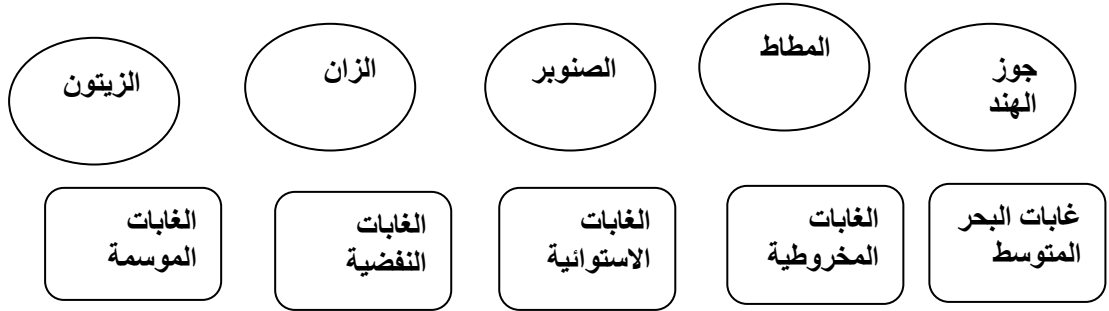 جوز
الهند
المطاط
الصنوبر
الزان
الزيتون
غابات البحر
المتوسط
الغابات
المخروطية
الغابات
الاستوائية
الغابات
النفضية
الغابات
الموسمة